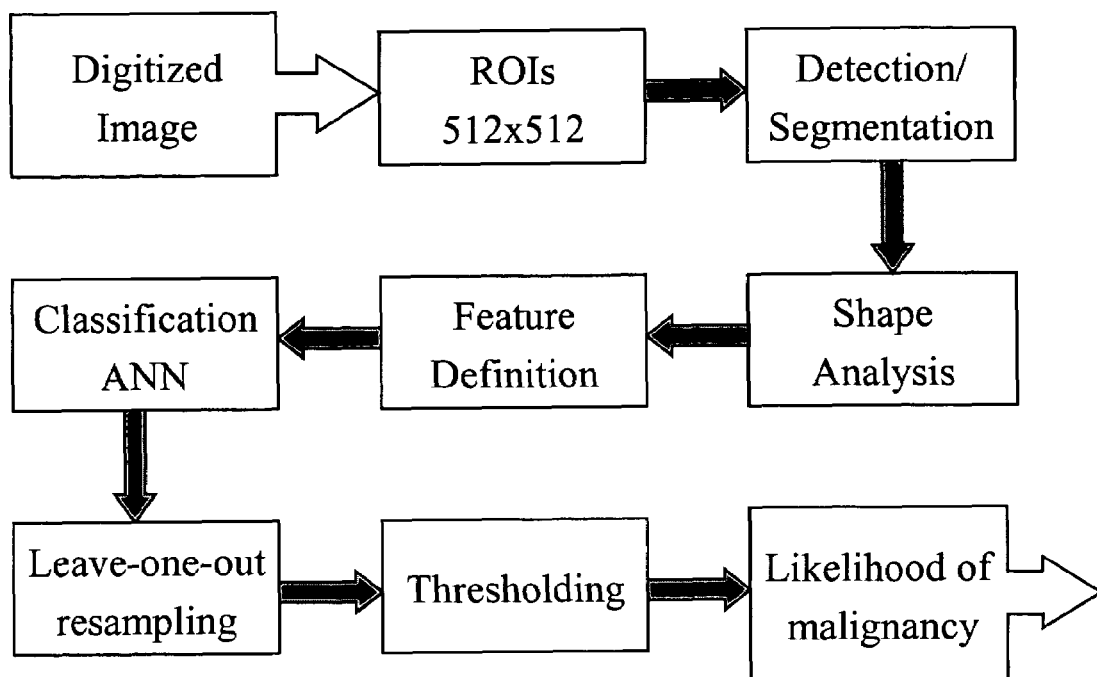 Digitized
Image
ROIs
512x512
Detection/
Segmentation
Shape
Analysis
Feature
Definition
Classification
ANN
Leave-one-out
resampling
Thresholding
Likelihood of
malignancy